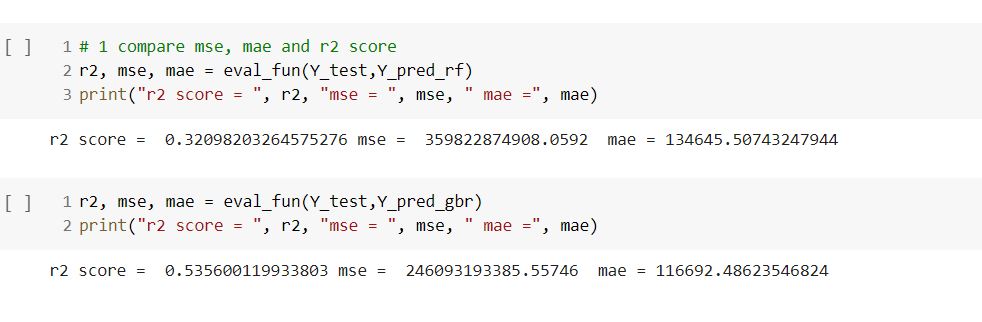 [ ] 1 # 1 compare mse, mae and r2 score
2 r2, mse, mae = eval_fun(Y_test,Y_pred_rf)
3 print("r2 score = ", r2, "mse = ", mse, " mae =", mae)
r2 score =  0.32098203264575276 mse =  359822874908.0592  mae = 134645.50743247944
[ ] 1 r2, mse, mae = eval_fun(Y_test,Y_pred_gbr)
2 print("r2 score = ", r2, "mse = ", mse, " mae =", mae)
r2 score =  0.535600119933803 mse =  246093193385.55746  mae = 116692.48623546824